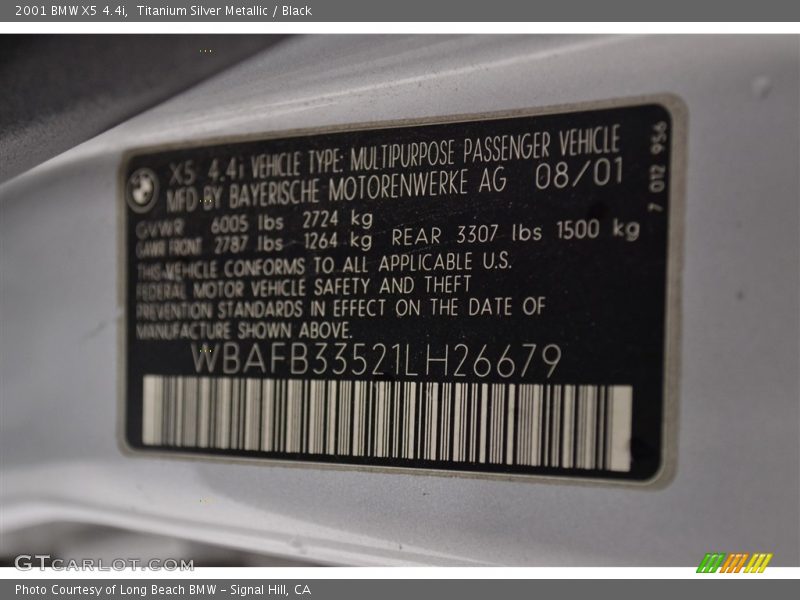 2001 BMW X5 4.4i, Titanium Silver Metallic / Black
X5 4.4i VEHICLE TYPE: MULTIPURPOSE PASSENGER VEHICLE
MFD BY BAYERISCHE MOTORENWERKE AG 08/01
GVWR 6005 lbs 2724 kg
GAWR FRONT 2787 lbs 1264 kg REAR 3307 lbs 1500 kg
THIS VEHICLE CONFORMS TO ALL APPLICABLE U.S.
FEDERAL MOTOR VEHICLE SAFETY AND THEFT
PREVENTION STANDARDS IN EFFECT ON THE DATE OF
MANUFACTURE SHOWN ABOVE.
WBAFB33521LH26679
7 012 956
GTCARLOT.COM
Photo Courtesy of Long Beach BMW - Signal Hill, CA